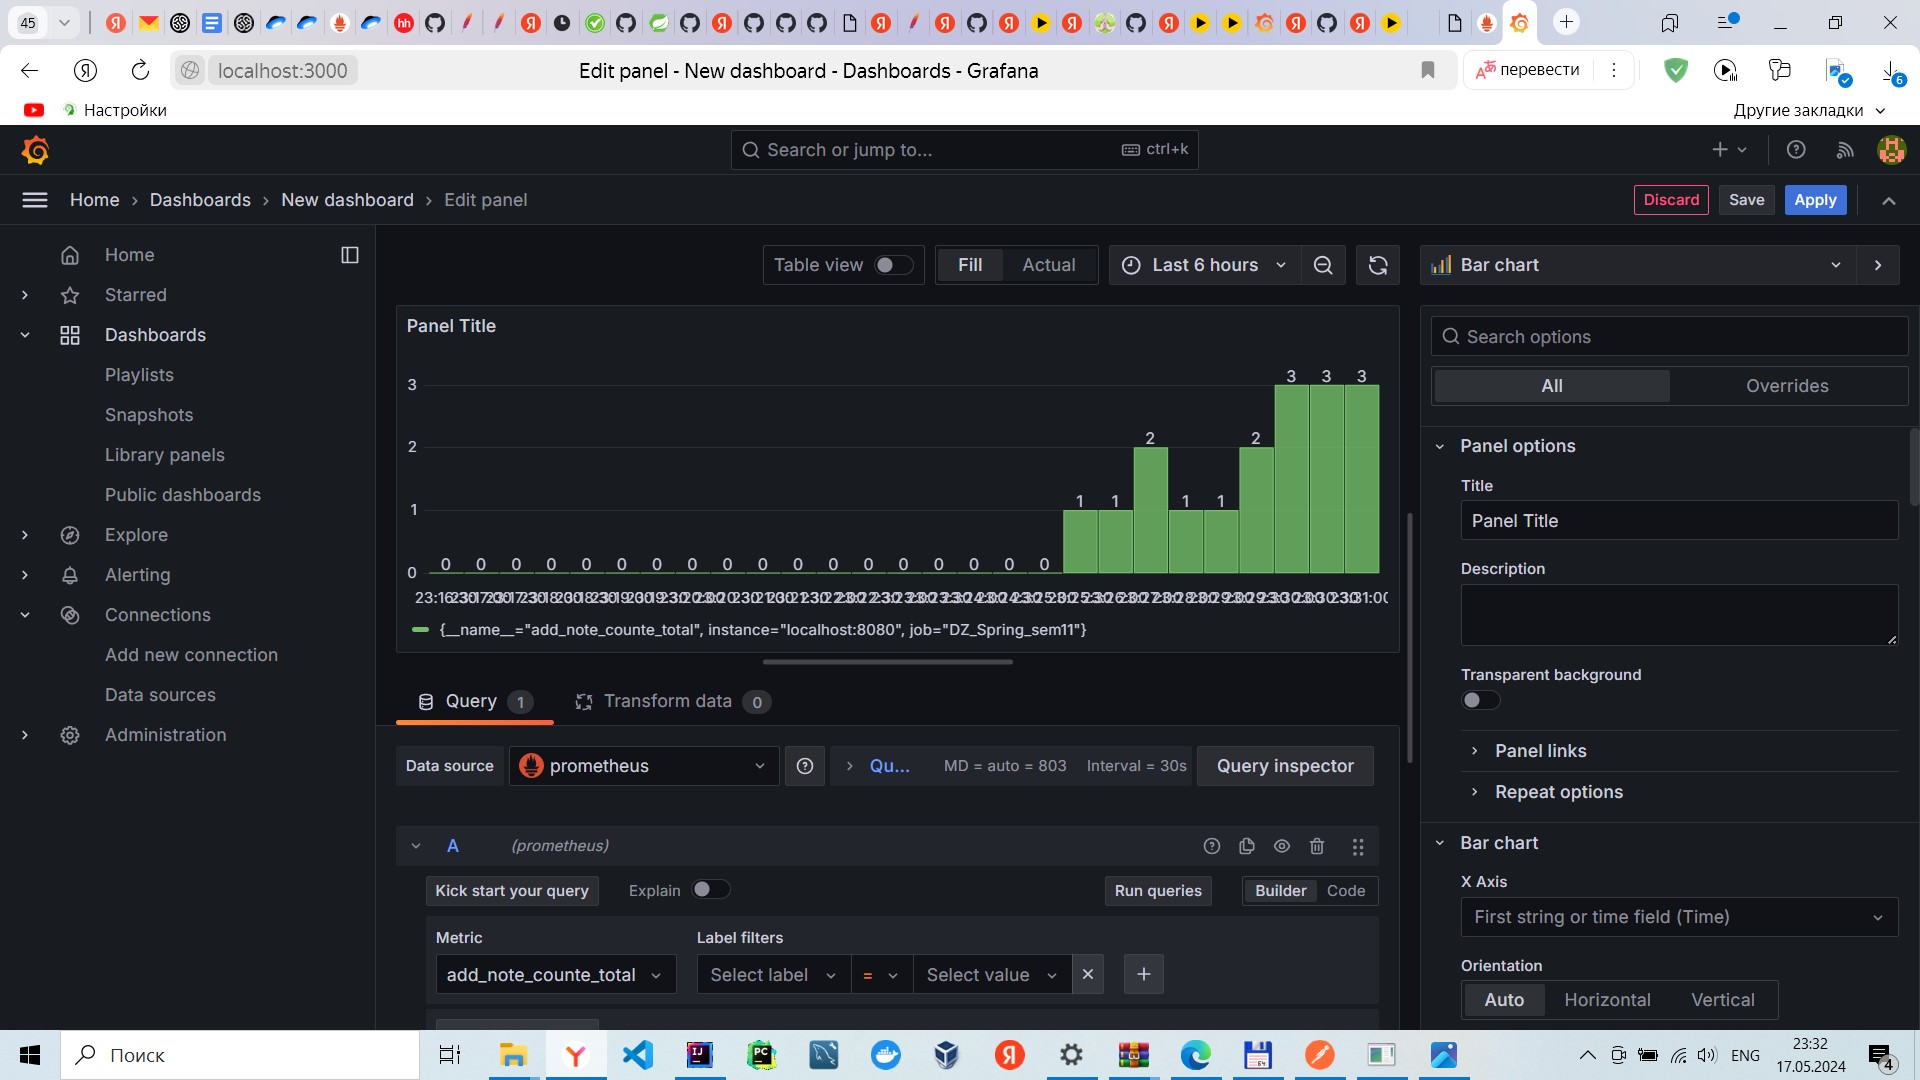 45
localhost:3000
Edit panel - New dashboard - Dashboards - Grafana
перевести
6
Настройки
Другие закладки
Search or jump to...
ctrl+k
Home › Dashboards › New dashboard › Edit panel
Discard
Save
Apply
Home
Starred
Dashboards
Playlists
Snapshots
Library panels
Public dashboards
Explore
Alerting
Connections
Add new connection
Data sources
Administration
Table view
Fill
Actual
Last 6 hours
Bar chart
Panel Title
3
2
1
0
0 0 0 0 0 0 0 0 0 0 0 0 0 0 0 0 0 0 1 1 2 1 1 2 3 3 3
{__name__="add_note_counte_total", instance="localhost:8080", job="DZ_Spring_sem11"}
Query 1
Transform data 0
Data source
prometheus
Qu...
MD = auto = 803
Interval = 30s
Query inspector
A
(prometheus)
Kick start your query
Explain
Run queries
Builder
Code
Metric
Label filters
add_note_counte_total
Select label
=
Select value
Search options
All
Overrides
Panel options
Title
Panel Title
Description
Transparent background
Panel links
Repeat options
Bar chart
X Axis
First string or time field (Time)
Orientation
Auto
Horizontal
Vertical
Поиск
ENG
23:32
17.05.2024
4